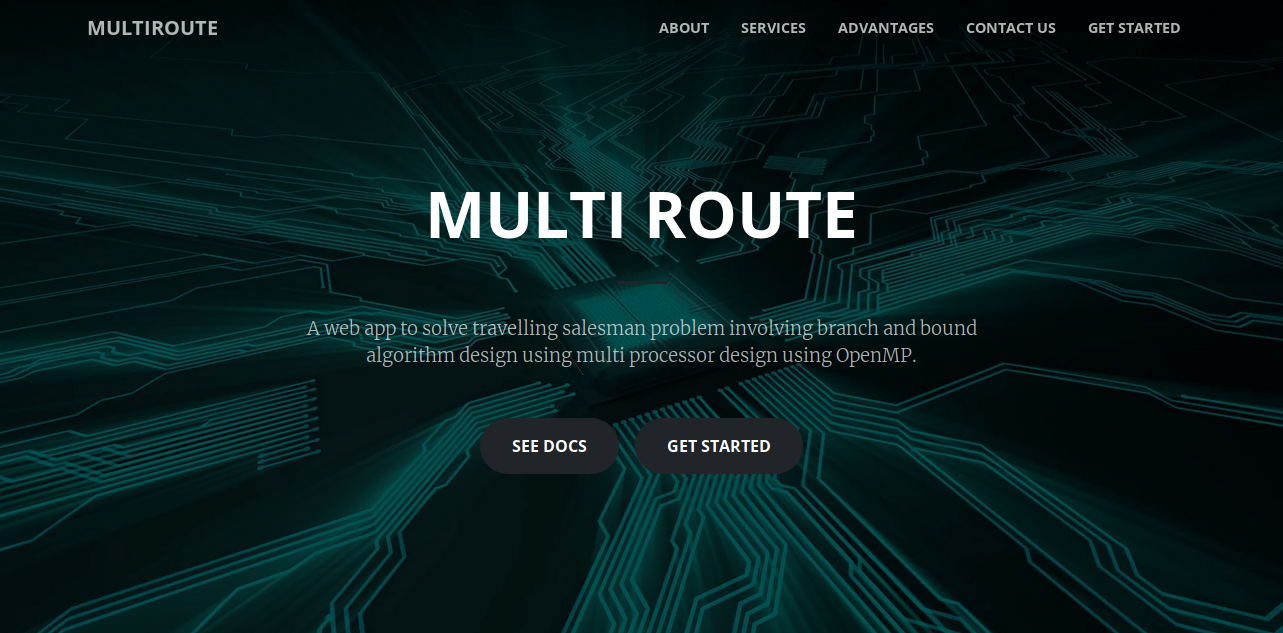 MULTIROUTE
ABOUT SERVICES ADVANTAGES CONTACT US GET STARTED
MULTI ROUTE
A web app to solve travelling salesman problem involving branch and bound
algorithm design using multi processor design using OpenMP.
SEE DOCS GET STARTED